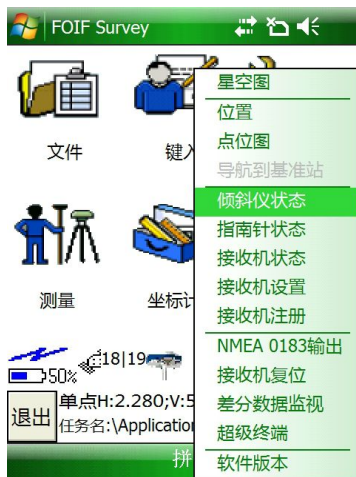 FOIF Survey
文件
键入
测量
坐标计
18|19
50%
退出
单点H:2.280;V:5
任务名:\Application
拼
星空图
位置
点位图
导航到基准站
倾斜仪状态
指南针状态
接收机状态
接收机设置
接收机注册
NMEA 0183输出
接收机复位
差分数据监视
超级终端
软件版本